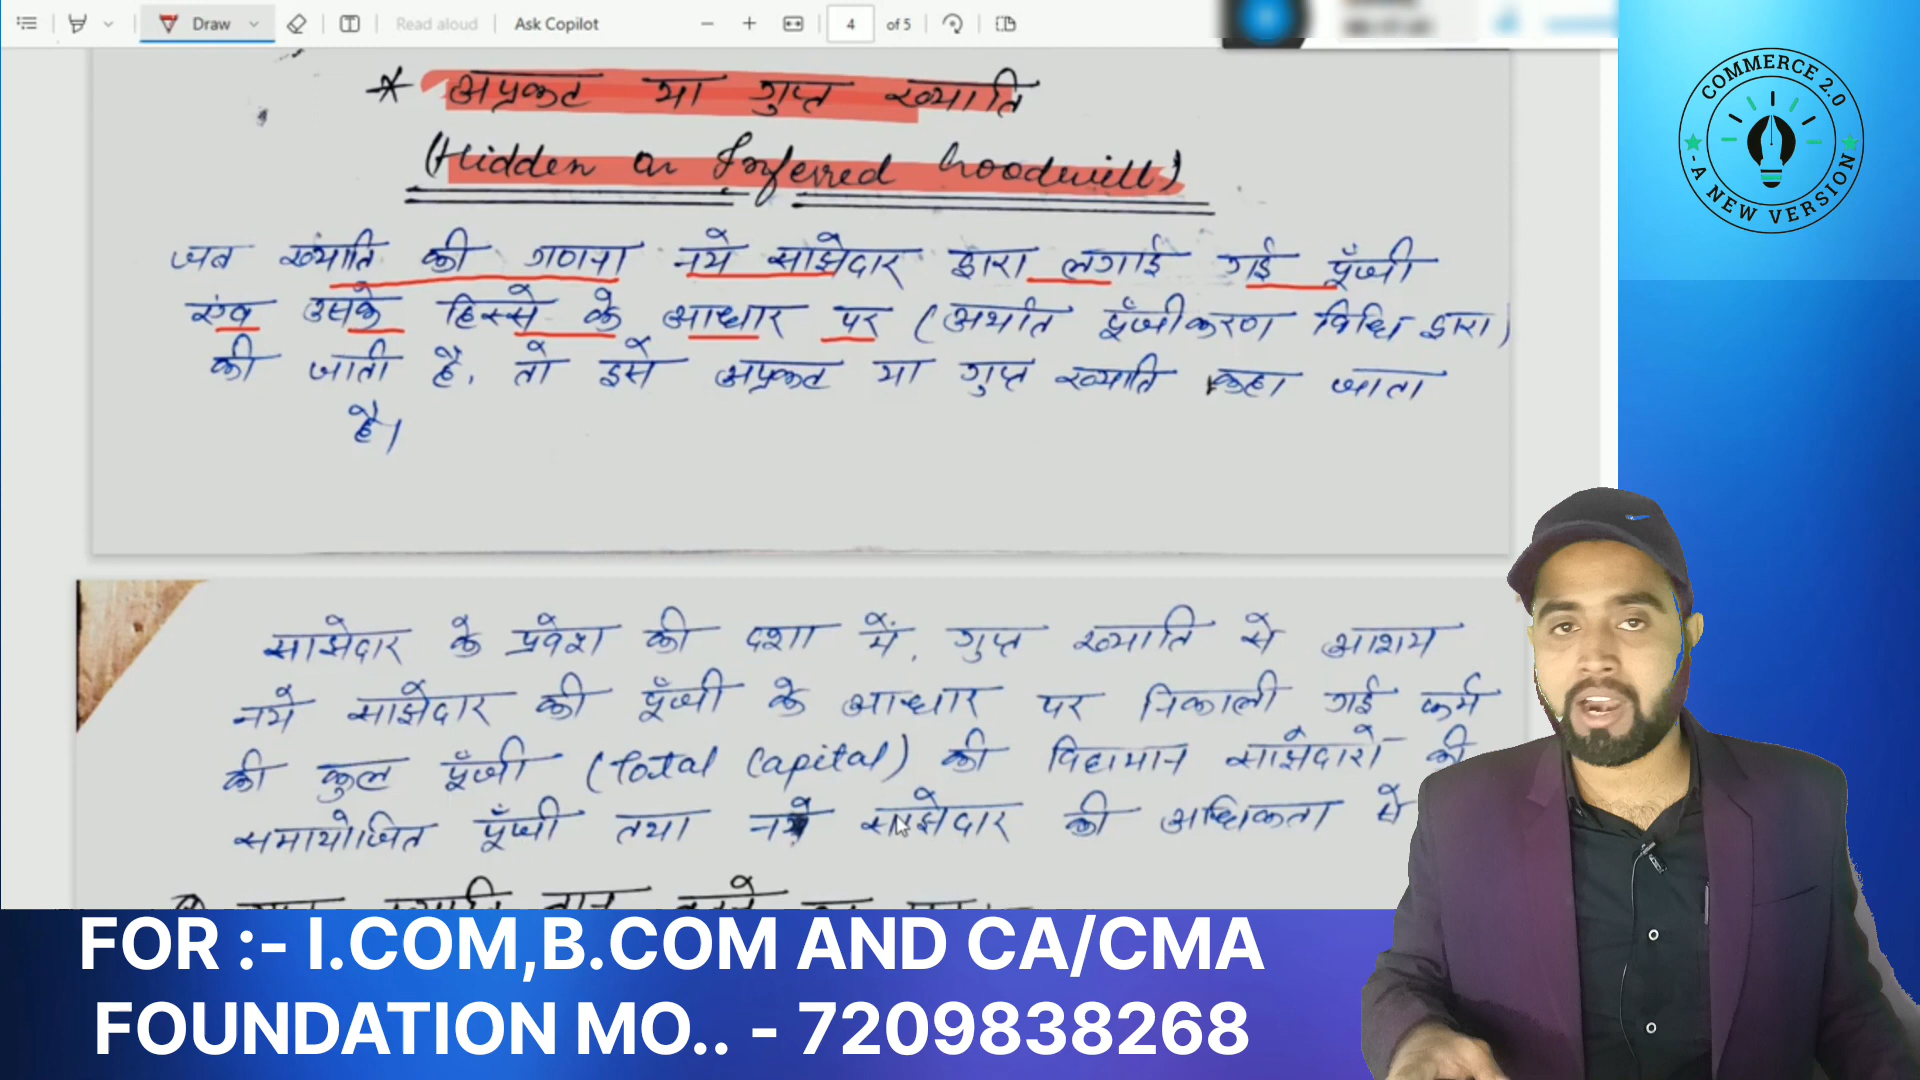 Draw
Read aloud
Ask Copilot
4
of 5
COMMERCE 2.0
-A NEW VERSION
* अप्रकट या गुप्त ख्याति
(Hidden or Inferred Goodwill)
जब ख्याति की गणना नये साझेदार द्वारा लगाई गई पूँजी
एंव उसके हिस्से के आधार पर (अर्थात पूँजीकरण विधि द्वारा)
की जाती है, तो इसे अप्रकट या गुप्त ख्याति कहा जाता
है।
साझेदार के प्रवेश की दशा में, गुप्त ख्याति से आशय
नये साझेदार की पूँजी के आधार पर निकाली गई फर्म
की कुल पूँजी (Total Capital) की विद्यमान साझेदारों की
समायोजित पूँजी तथा नये साझेदार की अधिकता से
FOR :- I.COM,B.COM AND CA/CMA
FOUNDATION MO.. - 7209838268